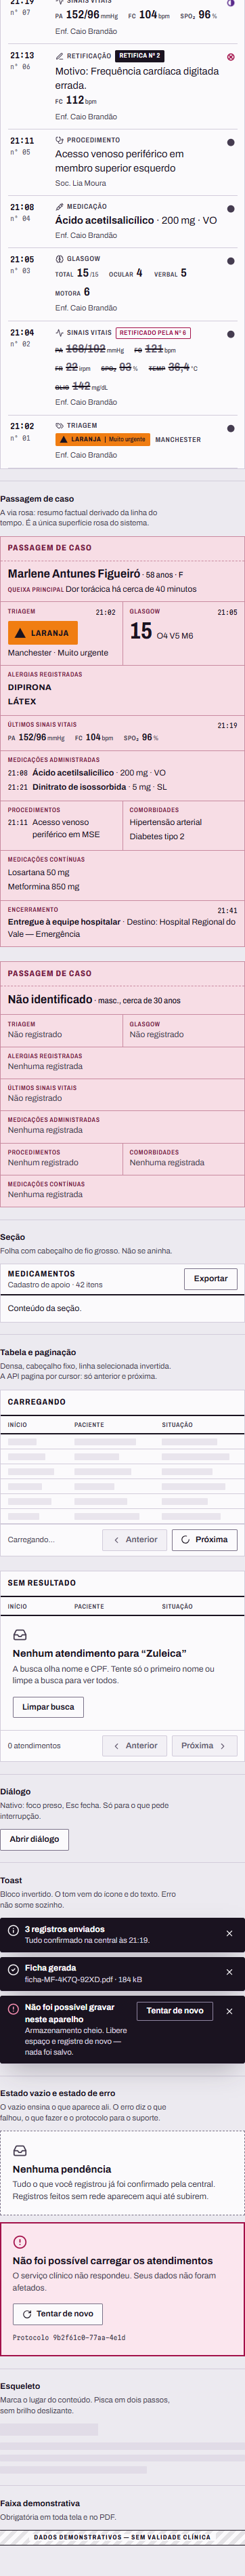 21:19
SINAIS VITAIS
nº 07
PA 152/96 mmHg FC 104 bpm SPO₂ 96 %
Enf. Caio Brandão
21:13
RETIFICAÇÃO RETIFICA Nº 2
nº 06
Motivo: Frequência cardíaca digitada
errada.
FC 112 bpm
Enf. Caio Brandão
21:11
PROCEDIMENTO
nº 05
Acesso venoso periférico em
membro superior esquerdo
Soc. Lia Moura
21:08
MEDICAÇÃO
nº 04
Ácido acetilsalicílico · 200 mg · VO
Enf. Caio Brandão
21:05
GLASGOW
nº 03
TOTAL 15 /15 OCULAR 4 VERBAL 5
MOTORA 6
Enf. Caio Brandão
21:04
SINAIS VITAIS RETIFICADO PELA Nº 6
nº 02
PA 168/102 mmHg FC 121 bpm
FR 22 irpm SPO₂ 93 % TEMP 36,4 °C
GLIC 142 mg/dL
Enf. Caio Brandão
21:02
TRIAGEM
nº 01
LARANJA | Muito urgente MANCHESTER
Enf. Caio Brandão
Passagem de caso
A via rosa: resumo factual derivado da linha do
tempo. É a única superfície rosa do sistema.
PASSAGEM DE CASO
Marlene Antunes Figueiró · 58 anos · F
QUEIXA PRINCIPAL Dor torácica há cerca de 40 minutos
TRIAGEM 21:02
GLASGOW 21:05
LARANJA
15 O4 V5 M6
Manchester · Muito urgente
ALERGIAS REGISTRADAS
DIPIRONA
LÁTEX
ÚLTIMOS SINAIS VITAIS 21:19
PA 152/96 mmHg FC 104 bpm SPO₂ 96 %
MEDICAÇÕES ADMINISTRADAS
21:08 Ácido acetilsalicílico · 200 mg · VO
21:21 Dinitrato de isossorbida · 5 mg · SL
PROCEDIMENTOS
COMORBIDADES
21:11 Acesso venoso
periférico em MSE
Hipertensão arterial
Diabetes tipo 2
MEDICAÇÕES CONTÍNUAS
Losartana 50 mg
Metformina 850 mg
ENCERRAMENTO 21:41
Entregue à equipe hospitalar · Destino: Hospital Regional do
Vale — Emergência
PASSAGEM DE CASO
Não identificado · masc., cerca de 30 anos
TRIAGEM
GLASGOW
Não registrado
Não registrado
ALERGIAS REGISTRADAS
Nenhuma registrada
ÚLTIMOS SINAIS VITAIS
Não registrado
MEDICAÇÕES ADMINISTRADAS
Nenhuma registrada
PROCEDIMENTOS
COMORBIDADES
Nenhum registrado
Nenhuma registrada
MEDICAÇÕES CONTÍNUAS
Nenhuma registrada
Seção
Folha com cabeçalho de fio grosso. Não se aninha.
MEDICAMENTOS
Cadastro de apoio · 42 itens
Exportar
Conteúdo da seção.
Tabela e paginação
Densa, cabeçalho fixo, linha selecionada invertida.
A API pagina por cursor: só anterior e próxima.
CARREGANDO
INÍCIO PACIENTE SITUAÇÃO
Carregando…
Anterior
Próxima
SEM RESULTADO
INÍCIO PACIENTE SITUAÇÃO
Nenhum atendimento para “Zuleica”
A busca olha nome e CPF. Tente só o primeiro nome ou
limpe a busca para ver todos.
Limpar busca
0 atendimentos
Anterior
Próxima
Diálogo
Nativo: foco preso, Esc fecha. Só para o que pede
interrupção.
Abrir diálogo
Toast
Bloco invertido. O tom vem do ícone e do texto. Erro
não some sozinho.
3 registros enviados
Tudo confirmado na central às 21:19.
Ficha gerada
ficha-MF-4K7Q-92XD.pdf · 184 kB
Não foi possível gravar
neste aparelho
Tentar de novo
Armazenamento cheio. Libere
espaço e registre de novo —
nada foi salvo.
Estado vazio e estado de erro
O vazio ensina o que aparece ali. O erro diz o que
falhou, o que fazer e o protocolo para o suporte.
Nenhuma pendência
Tudo o que você registrou já foi confirmado pela central.
Registros feitos sem rede aparecem aqui até subirem.
Não foi possível carregar os atendimentos
O serviço clínico não respondeu. Seus dados não foram
afetados.
Tentar de novo
Protocolo 9b2f61c0-77aa-4e1d
Esqueleto
Marca o lugar do conteúdo. Pisca em dois passos,
sem brilho deslizante.
Faixa demonstrativa
Obrigatória em toda tela e no PDF.
DADOS DEMONSTRATIVOS — SEM VALIDADE CLÍNICA